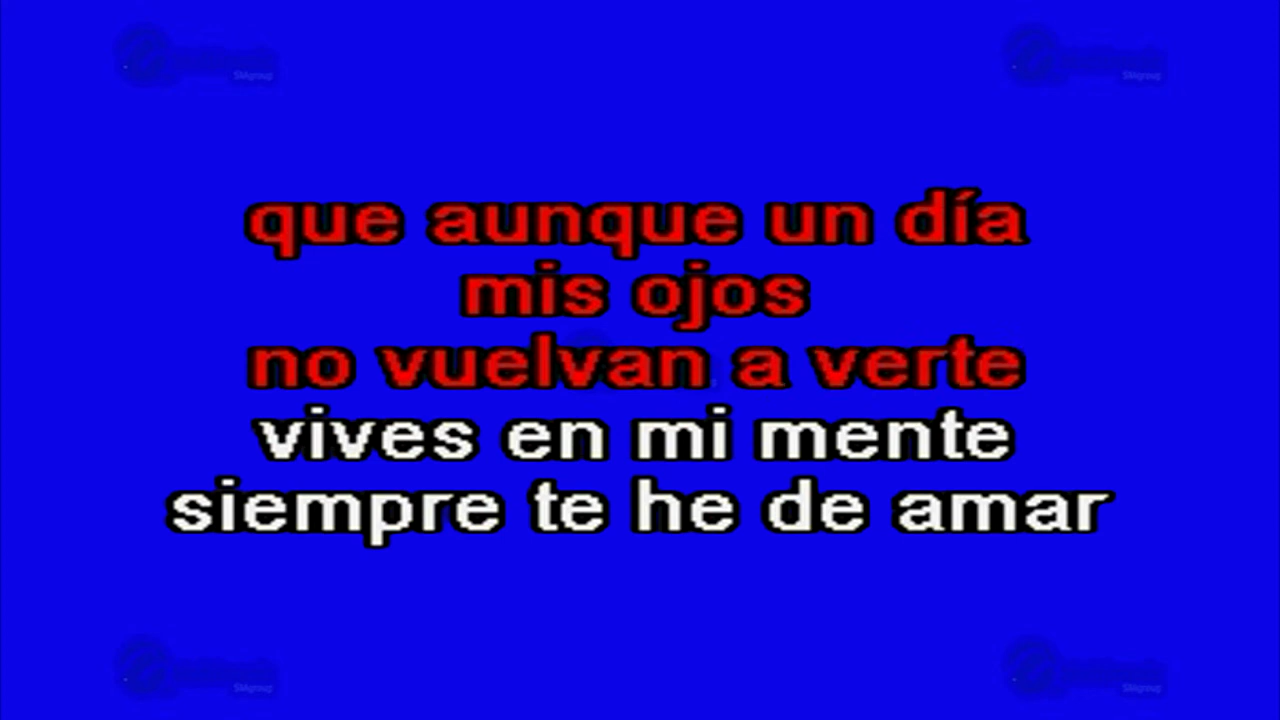 que aunque un día
mis ojos
no vuelvan a verte
vives en mi mente
siempre te he de amar